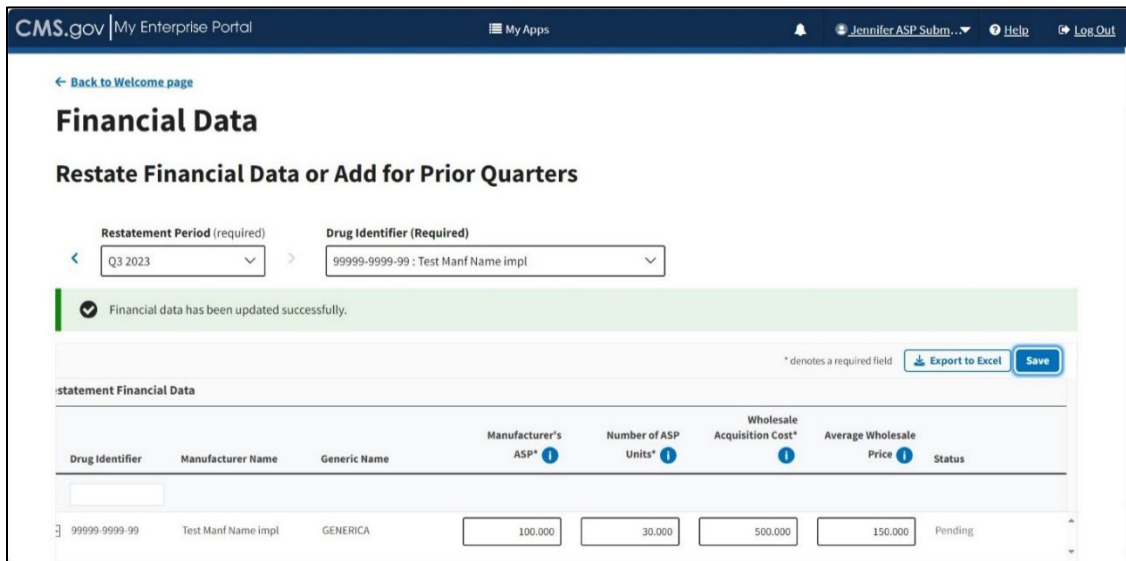 CMS.gov My Enterprise Portal My Apps Jennifer ASP Subm... Help Log Out
Back to Welcome page
Financial Data
Restate Financial Data or Add for Prior Quarters
Restatement Period (required) Drug Identifier (Required)
Q3 2023 99999-9999-99 : Test Manf Name impl
Financial data has been updated successfully.
* denotes a required field Export to Excel Save
statement Financial Data
Drug Identifier Manufacturer Name Generic Name Manufacturer's ASP* Number of ASP Units* Wholesale Acquisition Cost* Average Wholesale Price Status
99999-9999-99 Test Manf Name impl GENERICA 100.000 30.000 500.000 150.000 Pending